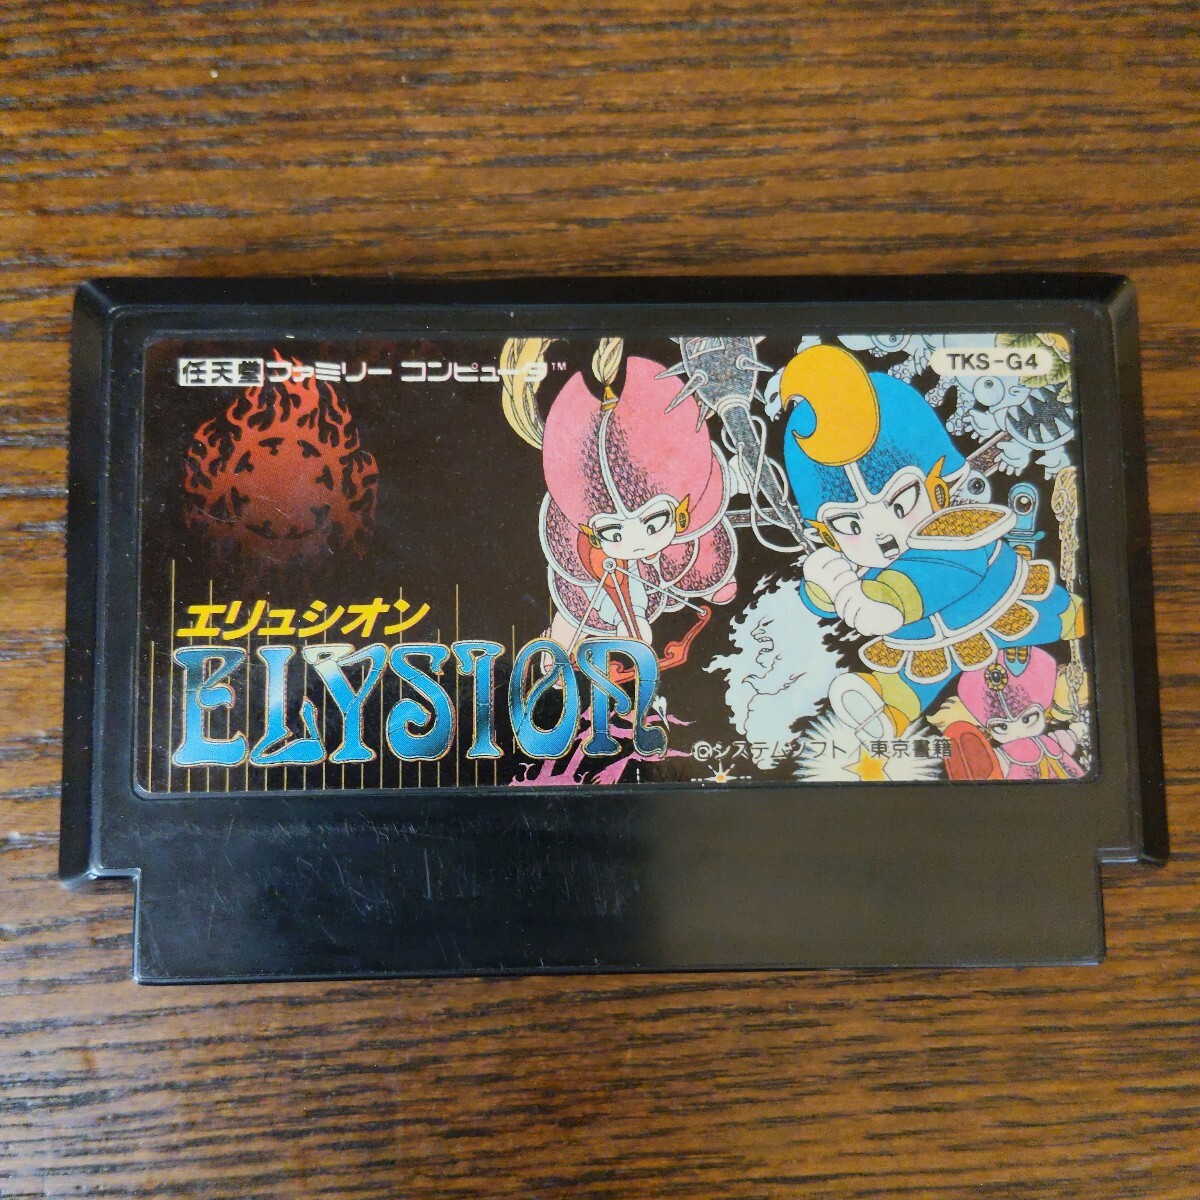 任天堂 ファミリーコンピュータ™
TKS-G4
エリュシオン
ELYSION
©システムソフト / 東京書籍